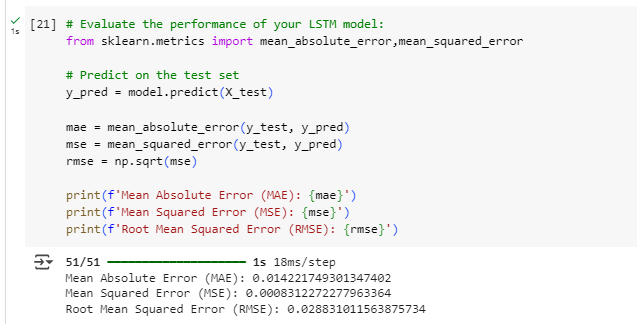 [21] # Evaluate the performance of your LSTM model:
1s from sklearn.metrics import mean_absolute_error,mean_squared_error
# Predict on the test set
y_pred = model.predict(X_test)
mae = mean_absolute_error(y_test, y_pred)
mse = mean_squared_error(y_test, y_pred)
rmse = np.sqrt(mse)
print(f'Mean Absolute Error (MAE): {mae}')
print(f'Mean Squared Error (MSE): {mse}')
print(f'Root Mean Squared Error (RMSE): {rmse}')
51/51 ━━━━━━━━━━━━━━━━━━━━ 1s 18ms/step
Mean Absolute Error (MAE): 0.014221749301347402
Mean Squared Error (MSE): 0.0008312272277963364
Root Mean Squared Error (RMSE): 0.028831011563875734